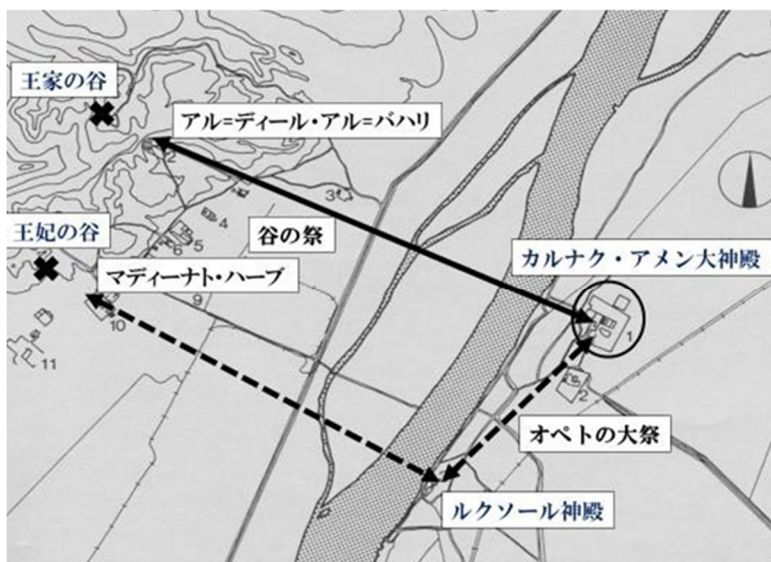 王家の谷
アル=ディール・アル=バハリ
2
3
4
谷の祭
5
6
王妃の谷
マディーナト・ハーブ
カルナク・アメン大神殿
9
10
1
11
2
オペトの大祭
ルクソール神殿